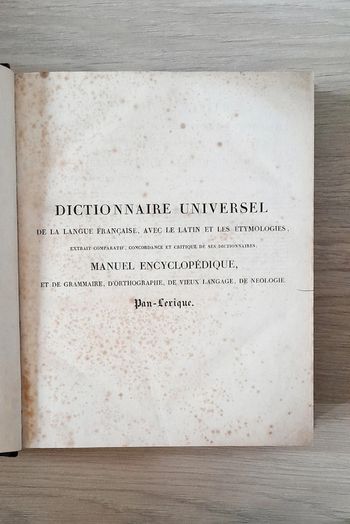 DICTIONNAIRE UNIVERSEL
DE LA LANGUE FRANÇAISE, AVEC LE LATIN ET LES ÉTYMOLOGIES,
EXTRAIT COMPARATIF, CONCORDANCE ET CRITIQUE DE SES DICTIONNAIRES;
MANUEL ENCYCLOPÉDIQUE,
ET DE GRAMMAIRE, D'ORTHOGRAPHE, DE VIEUX LANGAGE, DE NÉOLOGIE
Pan-Lexique.